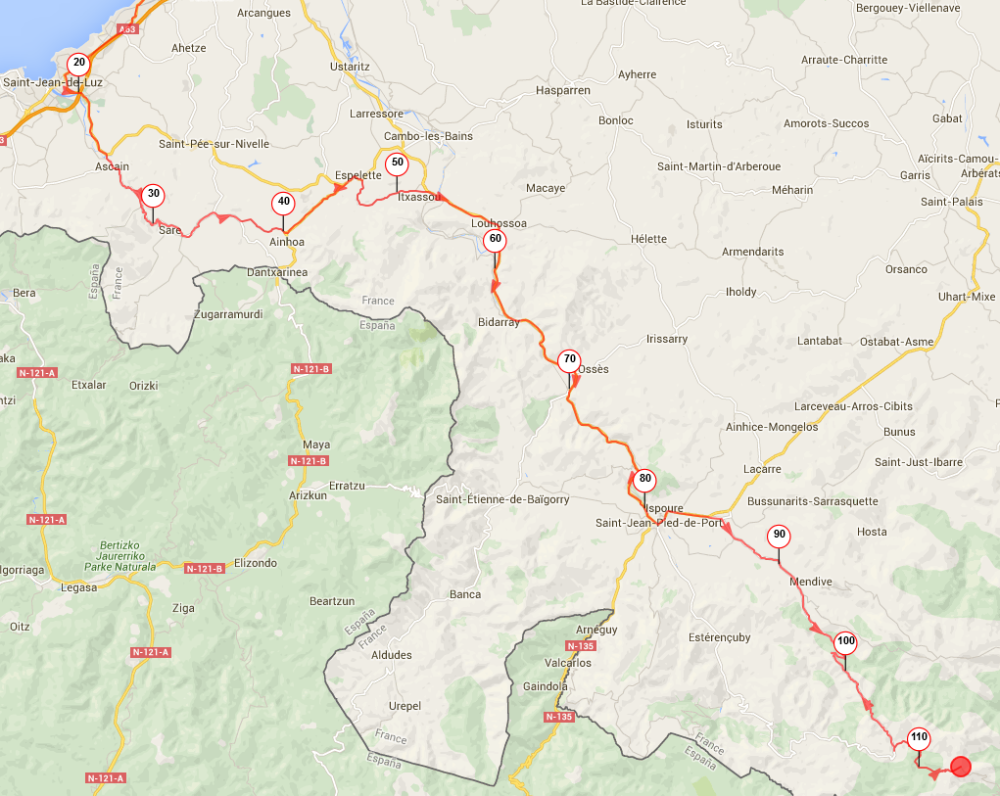 La Bastide-Clairence
Bergouey-Viellenave
Arcangues
A63
Ahetze
Arraute-Charritte
20
Ustaritz
Ayherre
Saint-Jean-de-Luz
Hasparren
Larressore
Bonloc
Isturits
Amorots-Succos
Gabat
3
Cambo-les-Bains
Saint-Pée-sur-Nivelle
Ascain
50
Saint-Martin-d'Arberoue
Aïcirits-Camou-
Garris
Arbérats
Espelette
Macaye
Méharin
30
Itxassou
40
Saint-Palais
Sare
Louhossoa
Ainhoa
60
Hélette
Armendarits
Dantxarinea
Orsanco
España
France
Bera
France
Iholdy
Uhart-Mixe
Zugarramurdi
España
Bidarray
Irissarry
Lantabat
Ostabat-Asme
70
N-121-A
N-121-B
Ossès
Etxalar
Orizki
Larceveau-Arros-Cibits
Ainhice-Mongelos
Bunus
Maya
N-121-B
Saint-Just-Ibarre
Lacarre
80
Erratzu
Arizkun
Saint-Étienne-de-Baïgorry
Bussunarits-Sarrasquette
Ispoure
N-121-A
Saint-Jean-Pied-de-Port
Hosta
90
Bertizko
Jaurerriko
Parke Naturala
Igorriaga
N-121-B
Elizondo
Mendive
Legasa
Banca
Beartzun
Ziga
España
France
Oitz
Arnéguy
Estérençuby
100
N-135
N-121-A
Aldudes
Valcarlos
Gaindola
Urepel
N-135
France
España
France
España
110
N-121-A